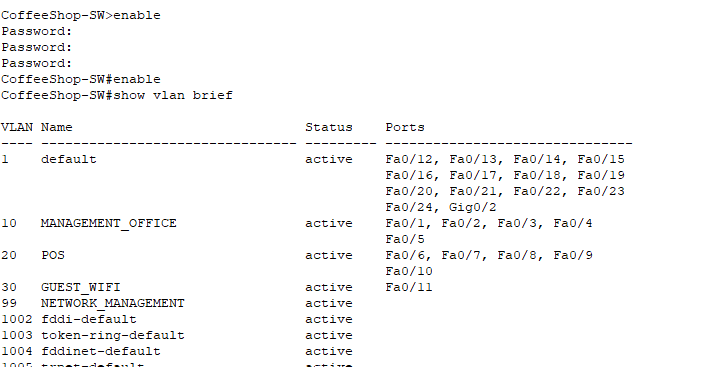 CoffeeShop-SW>enable
Password:
Password:
Password:
CoffeeShop-SW#enable
CoffeeShop-SW#show vlan brief
VLAN Name                             Status    Ports
---- -------------------------------- --------- -------------------------------
1    default                          active    Fa0/12, Fa0/13, Fa0/14, Fa0/15
                                                Fa0/16, Fa0/17, Fa0/18, Fa0/19
                                                Fa0/20, Fa0/21, Fa0/22, Fa0/23
                                                Fa0/24, Gig0/2
10   MANAGEMENT_OFFICE                active    Fa0/1, Fa0/2, Fa0/3, Fa0/4
                                                Fa0/5
20   POS                              active    Fa0/6, Fa0/7, Fa0/8, Fa0/9
                                                Fa0/10
30   GUEST_WIFI                       active    Fa0/11
99   NETWORK_MANAGEMENT               active
1002 fddi-default                     active
1003 token-ring-default               active
1004 fddinet-default                  active
1005 trnet-default                    active